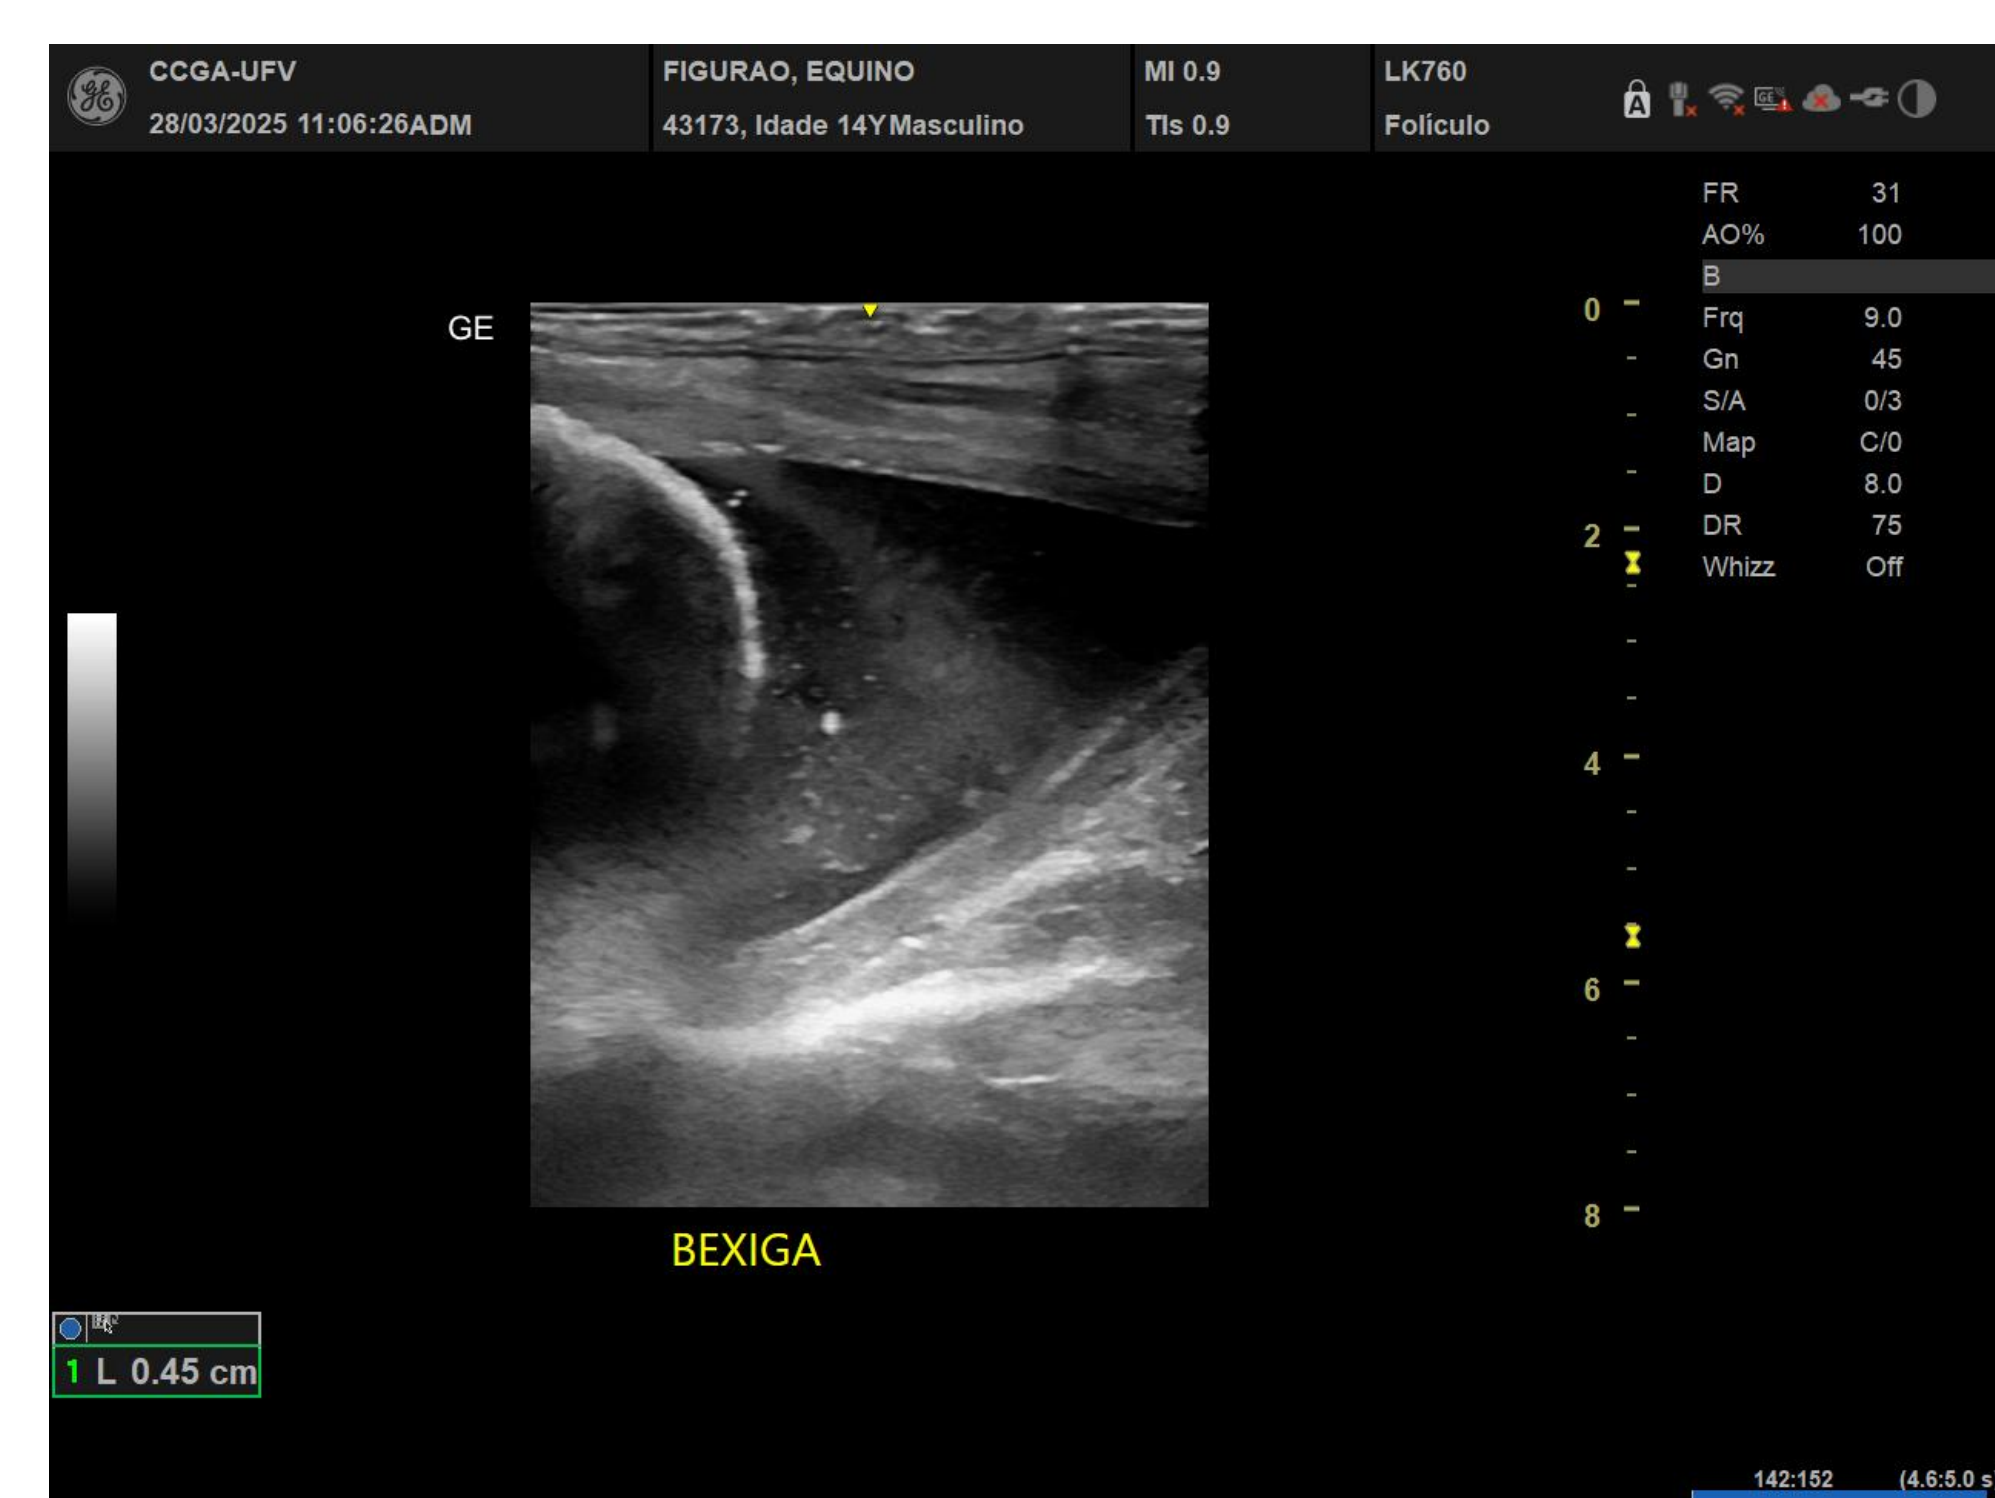 CCGA-UFV
28/03/2025 11:06:26ADM
FIGURAO, EQUINO
43173, Idade 14Y Masculino
MI 0.9
TIs 0.9
LK760
Folículo
FR 31
AO% 100
B
Frq 9.0
Gn 45
S/A 0/3
Map C/0
D 8.0
DR 75
Whizz Off
GE
0
2
4
6
8
BEXIGA
1 L 0.45 cm
142:152 (4.6:5.0 s